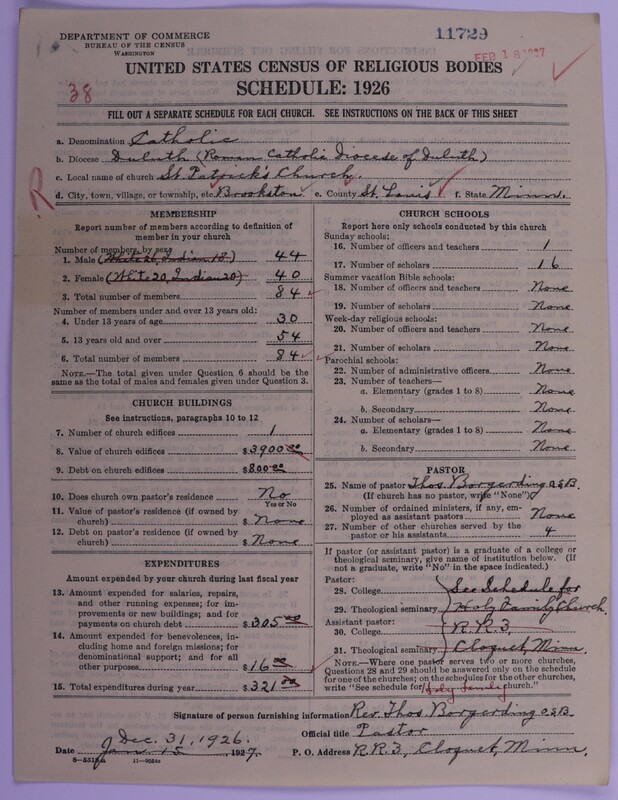 DEPARTMENT OF COMMERCE
BUREAU OF THE CENSUS
WASHINGTON
11729
FEB 18 1927
UNITED STATES CENSUS OF RELIGIOUS BODIES
SCHEDULE: 1926
38
FILL OUT A SEPARATE SCHEDULE FOR EACH CHURCH. SEE INSTRUCTIONS ON THE BACK OF THIS SHEET
a. Denomination Catholic
b. Diocese Duluth (Roman Catholic Diocese of Duluth)
c. Local name of church St. Patrick's Church.
R
d. City, town, village, or township, etc. Brookston e. County St. Louis f. State Minn.
MEMBERSHIP
Report number of members according to definition of member in your church
Number of members by sex:
1. Male (White 26, Indian 18) 44
2. Female (White 20, Indian 20) 40
3. Total number of members 84
Number of members under and over 13 years old:
4. Under 13 years of age 30
5. 13 years old and over 54
6. Total number of members 84
NOTE.—The total given under Question 6 should be the same as the total of males and females given under Question 3.
CHURCH BUILDINGS
See instructions, paragraphs 10 to 12
7. Number of church edifices 1
8. Value of church edifices $3900 00
9. Debt on church edifices $800 00
10. Does church own pastor's residence No
Yes or No
11. Value of pastor's residence (if owned by church) $ None
12. Debt on pastor's residence (if owned by church) $ None
EXPENDITURES
Amount expended by your church during last fiscal year
13. Amount expended for salaries, repairs, and other running expenses; for improvements or new buildings; and for payments on church debt $305 00
14. Amount expended for benevolences, including home and foreign missions; for denominational support; and for all other purposes $16 00
15. Total expenditures during year $321 00
CHURCH SCHOOLS
Report here only schools conducted by this church
Sunday schools:
16. Number of officers and teachers 1
17. Number of scholars 16
Summer vacation Bible schools:
18. Number of officers and teachers None
19. Number of scholars None
Week-day religious schools:
20. Number of officers and teachers None
21. Number of scholars None
Parochial schools:
22. Number of administrative officers None
23. Number of teachers—
a. Elementary (grades 1 to 8) None
b. Secondary None
24. Number of scholars—
a. Elementary (grades 1 to 8) None
b. Secondary None
PASTOR
25. Name of pastor Thos. Borgerding O.S.B.
(If church has no pastor, write "None")
26. Number of ordained ministers, if any, employed as assistant pastors None
27. Number of other churches served by the pastor or his assistants 4
If pastor (or assistant pastor) is a graduate of a college or theological seminary, give name of institution below. (If not a graduate, write "No" in the space indicated.)
Pastor:
28. College See Schedule for
29. Theological seminary Holy Family Church.
Assistant pastor:
30. College R.R.3,
31. Theological seminary Cloquet, Minn.
NOTE.—Where one pastor serves two or more churches, Questions 28 and 29 should be answered only on the schedule for one of the churches; on the schedules for the other churches, write "See schedule for Holy Family church."
Signature of person furnishing information Rev. Thos. Borgerding O.S.B.
Official title Pastor
Dec. 31, 1926.
Date Jan. 15 1927.
P. O. Address R.R.3, Cloquet, Minn.
11—9024a